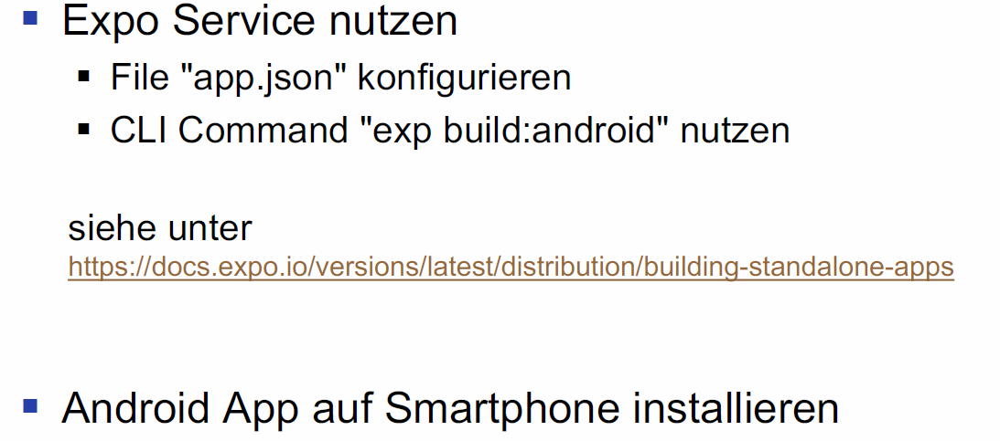 Expo Service nutzen
File "app.json" konfigurieren
CLI Command "exp build:android" nutzen
siehe unter
https://docs.expo.io/versions/latest/distribution/building-standalone-apps
Android App auf Smartphone installieren